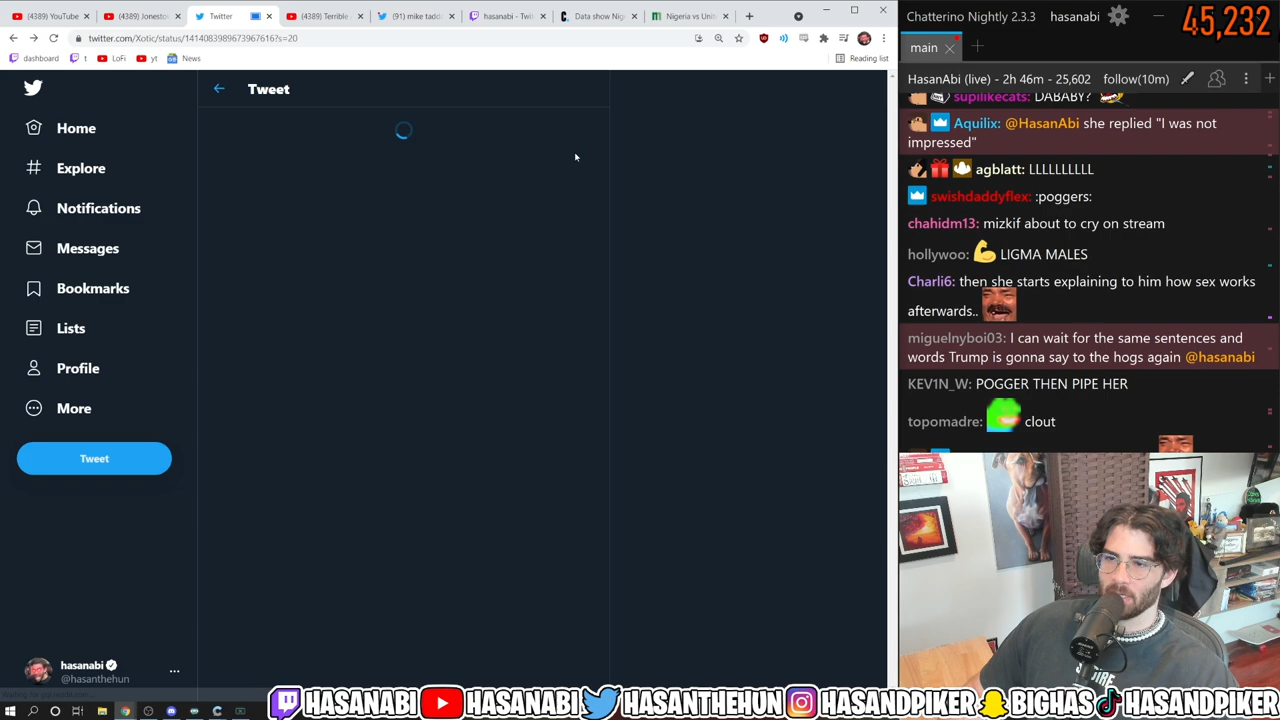 (4389) YouTube
(4389) Jonesto
Twitter
(4389) Terrible
(91) mike tadd
hasanabi - Twi
Data show Nig
Nigeria vs Unit
twitter.com/Xotic/status/1414083989673967616?s=20
dashboard
1
LoFi
yt
News
Reading list
Tweet
Home
Explore
Notifications
Messages
Bookmarks
Lists
Profile
More
Tweet
hasanabi
@hasanthehun
Chatterino Nightly 2.3.3
hasanabi
45,232
main
HasanAbi (live) - 2h 46m - 25,602
follow(10m)
supilikecats: DABABY?
Aquilix: @HasanAbi she replied "I was not
impressed"
agblatt: LLLLLLLLLL
swishdaddyflex: :poggers:
chahidm13: mizkif about to cry on stream
hollywoo: LIGMA MALES
Charli6: then she starts explaining to him how sex works
afterwards..
miguelnyboi03: I can wait for the same sentences and
words Trump is gonna say to the hogs again @hasanabi
KEV1N_W: POGGER THEN PIPE HER
topomadre: clout
HASANABI
HASANABI
HASANTHEHUN
HASANDPIKER
BIGHAS
HASANDPIKER